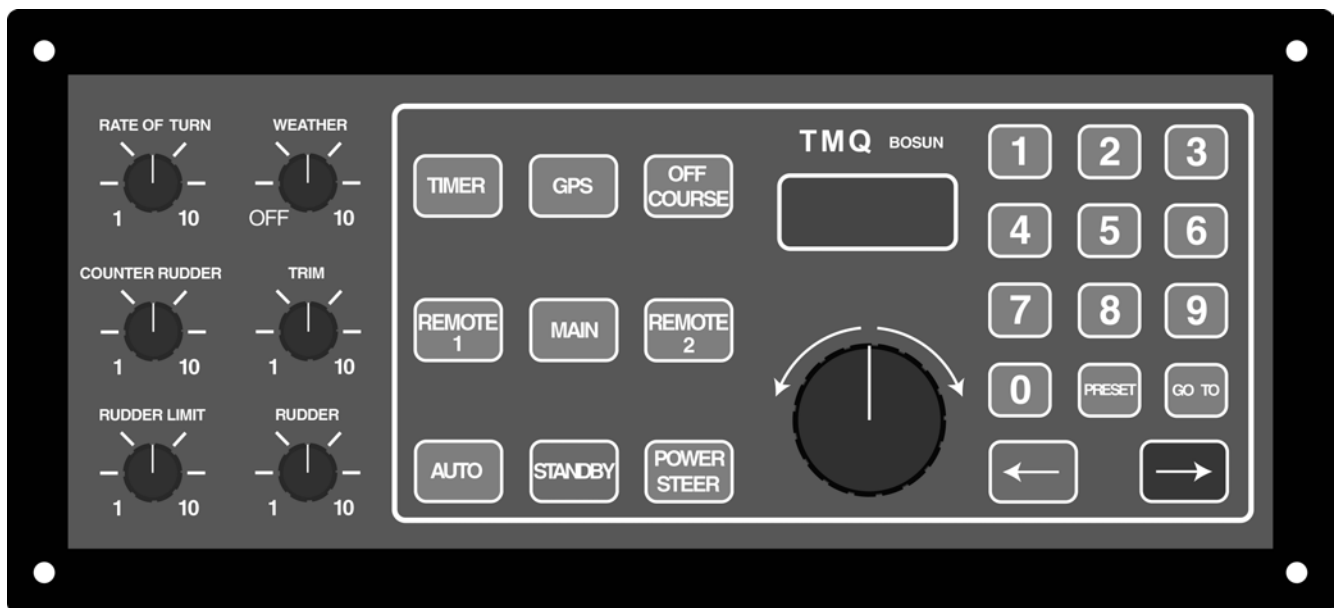 RATE OF TURN
1 10
WEATHER
OFF 10
COUNTER RUDDER
1 10
TRIM
1 10
RUDDER LIMIT
1 10
RUDDER
1 10
TIMER
GPS
OFF
COURSE
REMOTE
1
MAIN
REMOTE
2
AUTO
STANDBY
POWER
STEER
TMQ BOSUN
1 2 3
4 5 6
7 8 9
0 PRESET GO TO